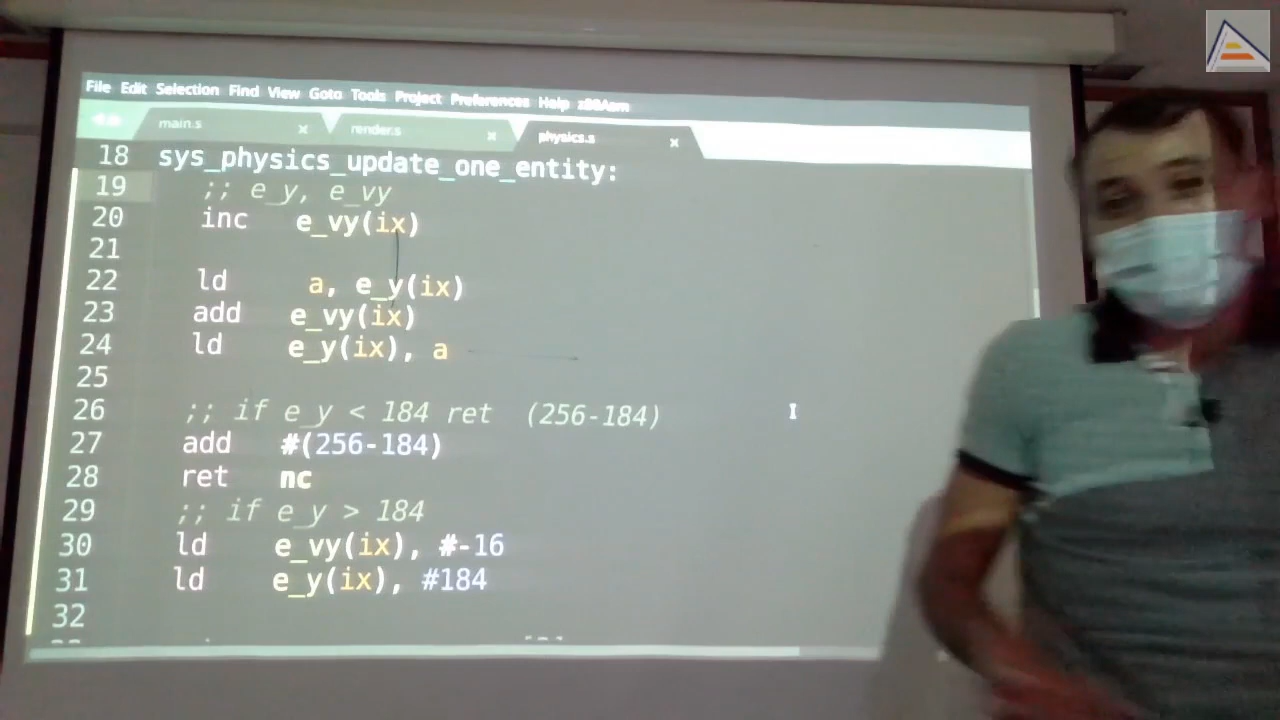 File Edit Selection Find View Goto Tools Project Preferences Help z80Asm
main.s render.s physics.s
18 sys_physics_update_one_entity:
19 ;; e_y, e_vy
20 inc e_vy(ix)
21
22 ld a, e_y(ix)
23 add e_vy(ix)
24 ld e_y(ix), a
25
26 ;; if e_y < 184 ret (256-184)
27 add #(256-184)
28 ret nc
29 ;; if e_y > 184
30 ld e_vy(ix), #-16
31 ld e_y(ix), #184
32